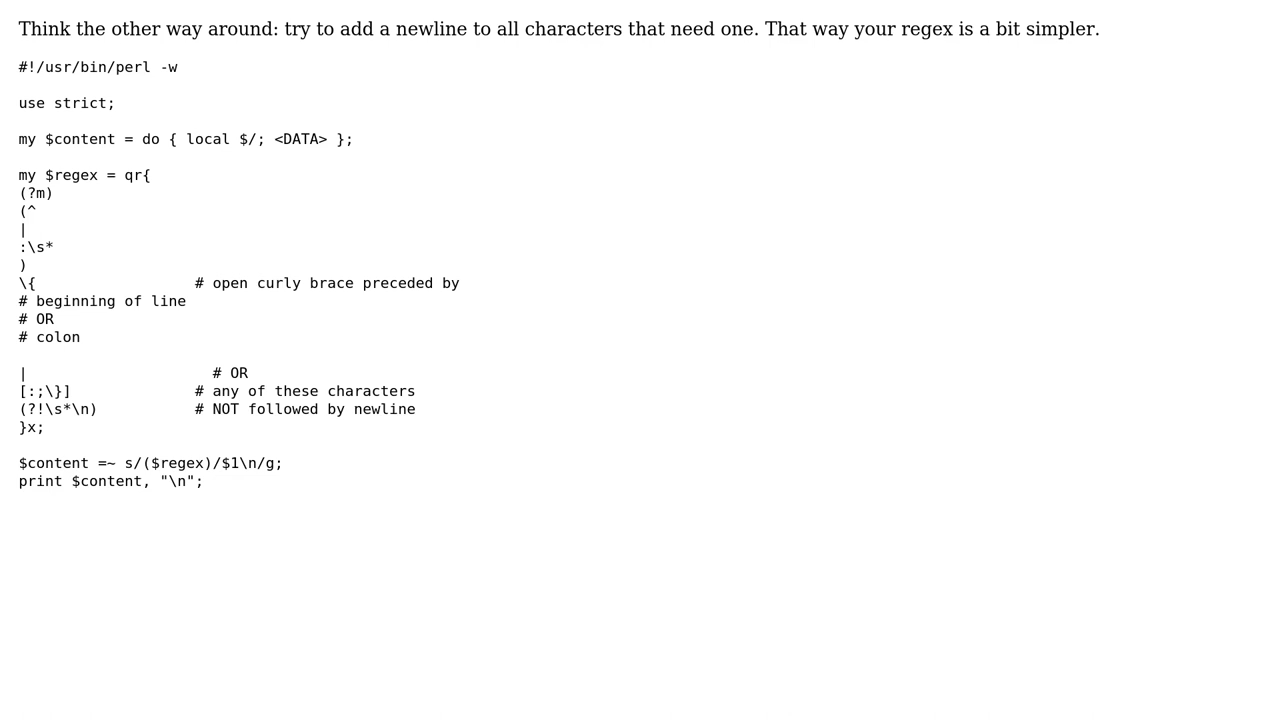 Think the other way around: try to add a newline to all characters that need one. That way your regex is a bit simpler.
#!/usr/bin/perl -w

use strict;

my $content = do { local $/; <DATA> };

my $regex = qr{
(?m)
(^
|
:\s*
)
\{                  # open curly brace preceded by
# beginning of line
# OR
# colon

|                     # OR
[:;\}]              # any of these characters
(?!\s*\n)           # NOT followed by newline
}x;

$content =~ s/($regex)/$1\n/g;
print $content, "\n";